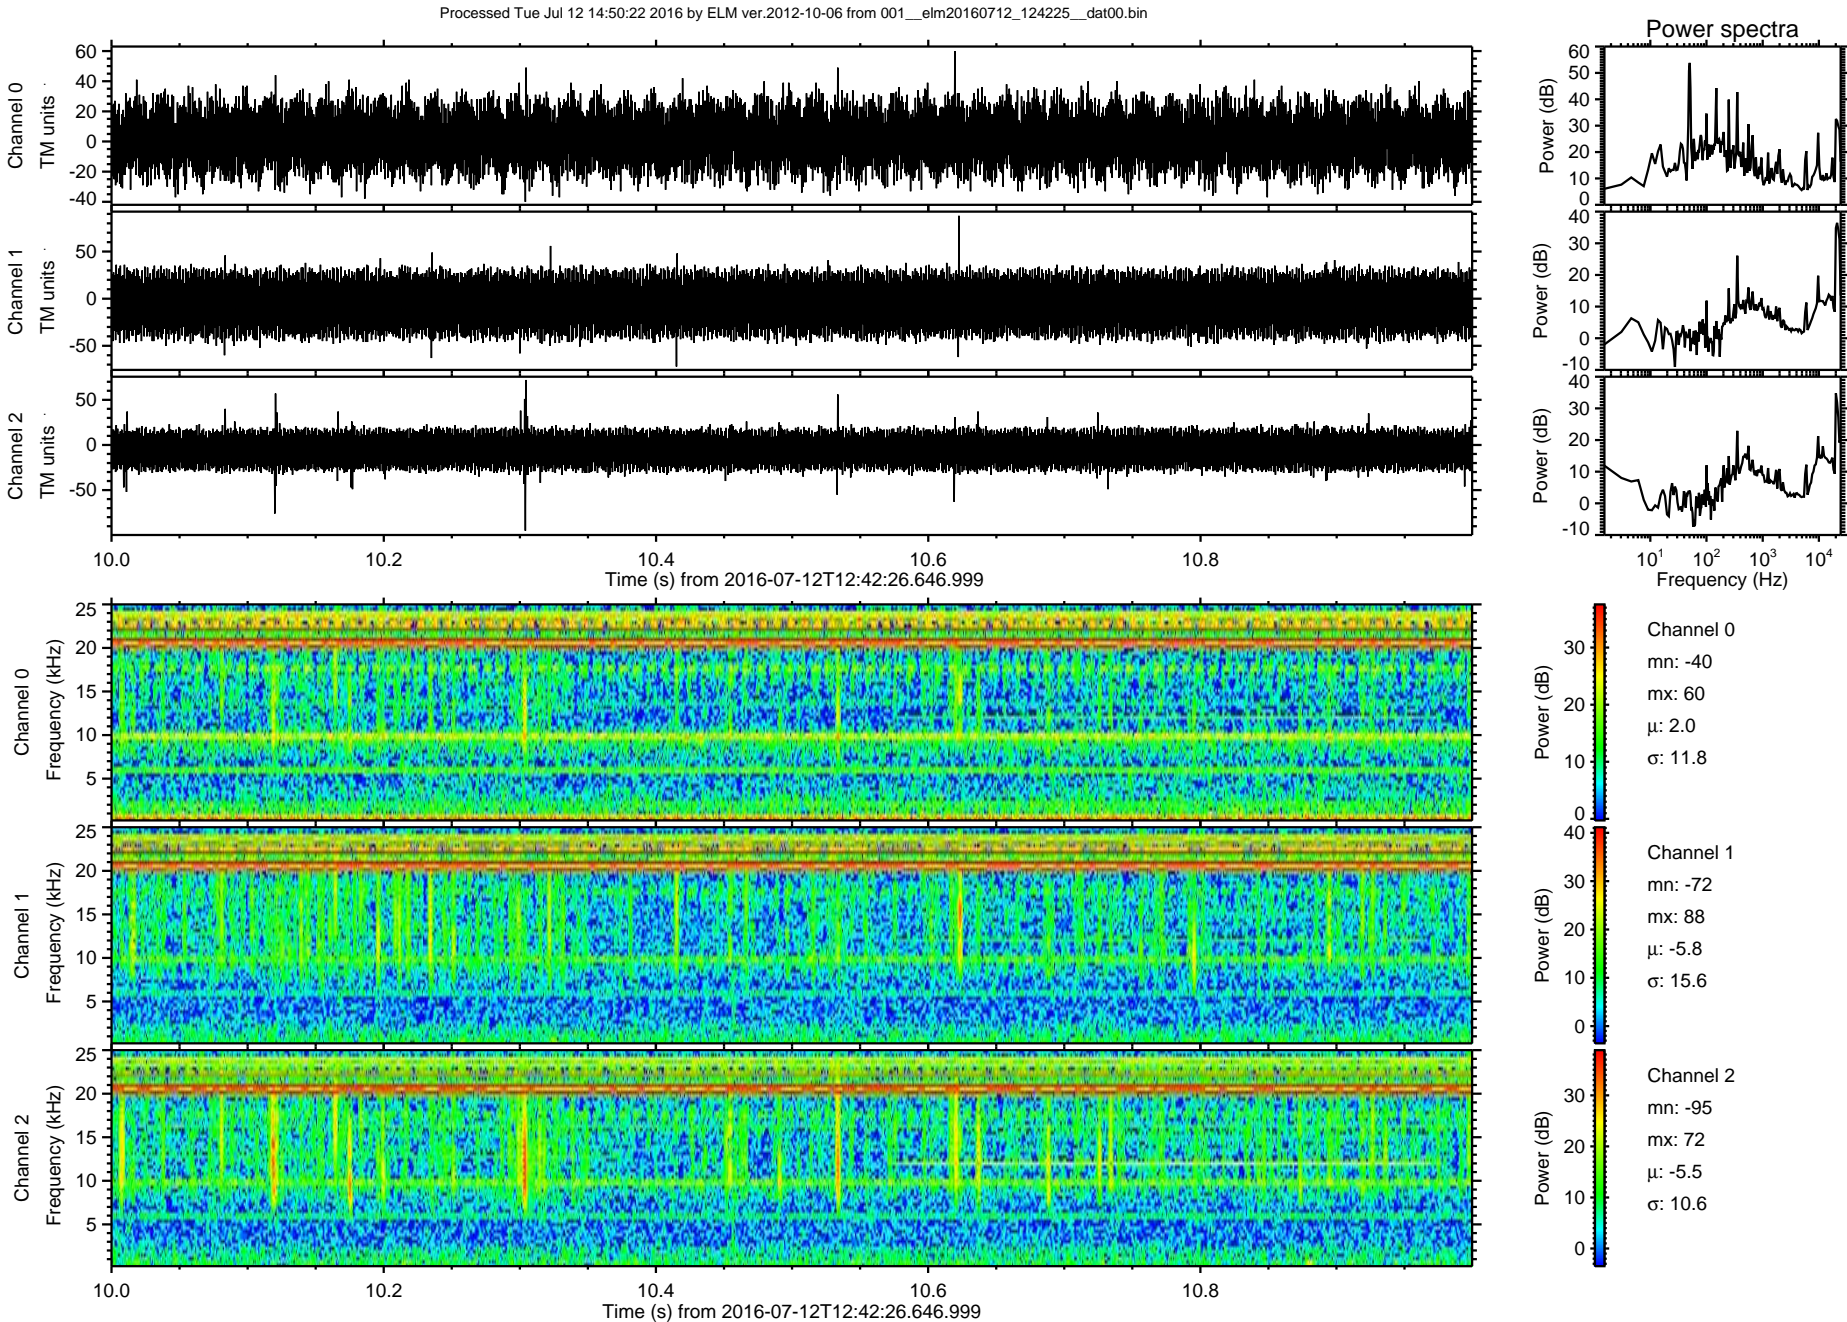 Processed Tue Jul 12 14:50:22 2016 by ELM ver.2012-10-06 from 001__elm20160712_124225__dat00.bin
Power spectra
Channel 0
TM units
60
40
20
0
-20
-40
Power (dB)
60
50
40
30
20
10
0
Channel 1
TM units
50
0
-50
Power (dB)
40
30
20
10
0
-10
Channel 2
TM units
50
0
-50
Power (dB)
40
30
20
10
0
-10
10.0 10.2 10.4 10.6 10.8
Time (s) from 2016-07-12T12:42:26.646.999
10¹ 10² 10³ 10⁴
Frequency (Hz)
Channel 0
Frequency (kHz)
25
20
15
10
5
Power (dB)
30
20
10
0
Channel 0
mn: -40
mx: 60
μ: 2.0
σ: 11.8
Channel 1
Frequency (kHz)
25
20
15
10
5
Power (dB)
40
30
20
10
0
Channel 1
mn: -72
mx: 88
μ: -5.8
σ: 15.6
Channel 2
Frequency (kHz)
25
20
15
10
5
Power (dB)
30
20
10
0
Channel 2
mn: -95
mx: 72
μ: -5.5
σ: 10.6
10.0 10.2 10.4 10.6 10.8
Time (s) from 2016-07-12T12:42:26.646.999